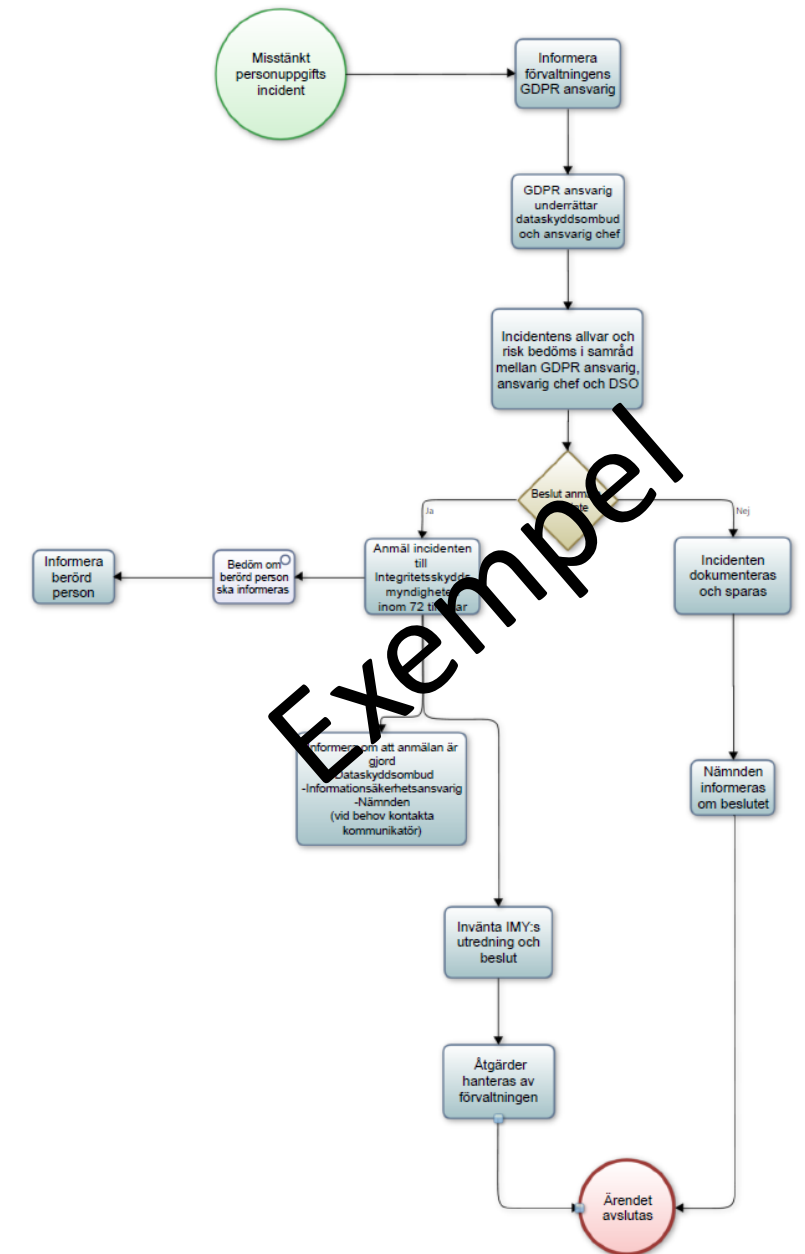 Misstänkt
personuppgifts
incident
Informera
förvaltningens
GDPR ansvarig
GDPR ansvarig
underrättar
dataskyddsombud
och ansvarig chef
Incidentens allvar och
risk bedöms i samråd
mellan GDPR ansvarig,
ansvarig chef och DSO
Beslut
Ja
Nej
Anmäl incidenten
till
Integritetsskydds
inom 72
Bedöm om
berörd person
ska informeras
Informera
berörd
person
Incidenten
dokumenteras
och sparas
Exempel
Informera om att anmälan är
gjord
Dataskyddsombud
-Informationsäkerhetsansvarig
-Nämnden
(vid behov kontakta
kommunikatör)
Nämnden
informeras
om beslutet
Invänta IMY:s
utredning och
beslut
Åtgärder
hanteras av
förvaltningen
Ärendet
avslutas